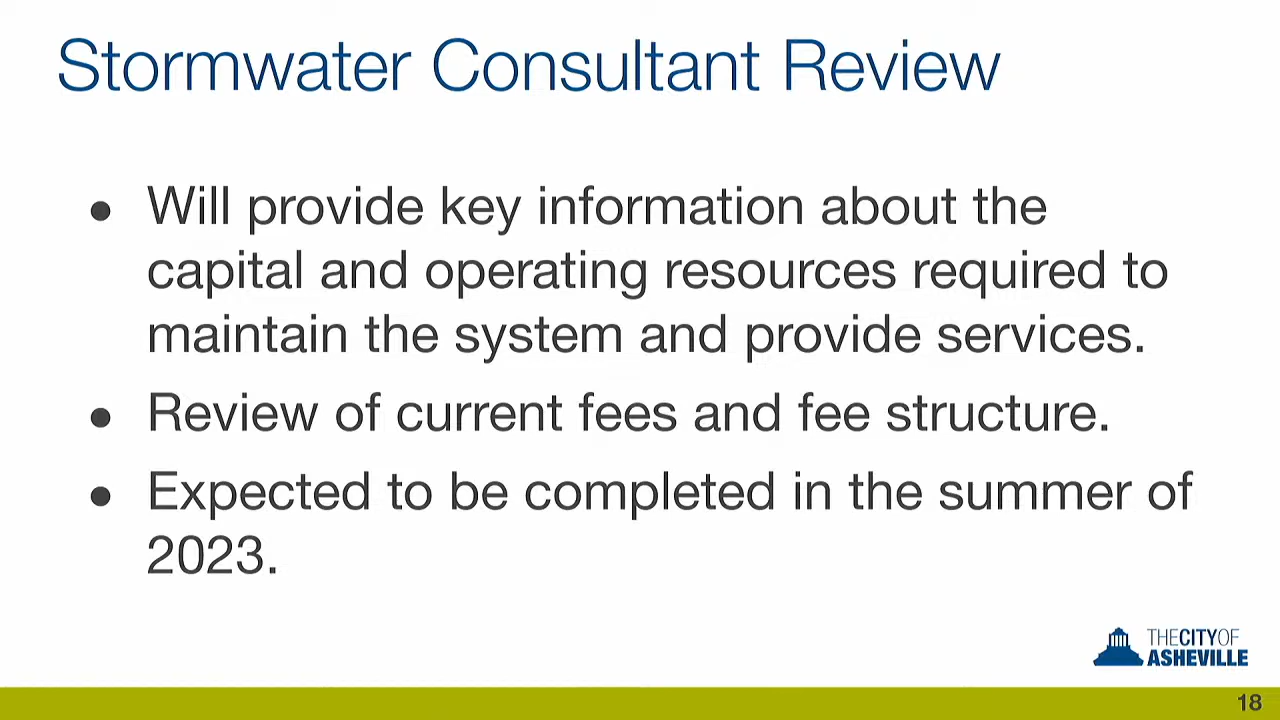 Stormwater Consultant Review
● Will provide key information about the
capital and operating resources required to
maintain the system and provide services.
● Review of current fees and fee structure.
● Expected to be completed in the summer of
2023.
THE CITY OF
ASHEVILLE
18